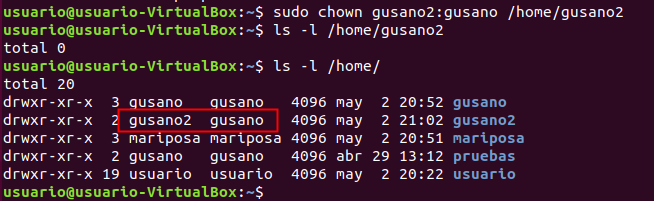 usuario@usuario-VirtualBox:~$ sudo chown gusano2:gusano /home/gusano2
usuario@usuario-VirtualBox:~$ ls -l /home/gusano2
total 0
usuario@usuario-VirtualBox:~$ ls -l /home/
total 20
drwxr-xr-x  3 gusano   gusano   4096 may  2 20:52 gusano
drwxr-xr-x  2 gusano2  gusano   4096 may  2 21:02 gusano2
drwxr-xr-x  3 mariposa mariposa 4096 may  2 20:51 mariposa
drwxr-xr-x  2 gusano   gusano   4096 abr 29 13:12 pruebas
drwxr-xr-x 19 usuario  usuario  4096 may  2 20:22 usuario
usuario@usuario-VirtualBox:~$